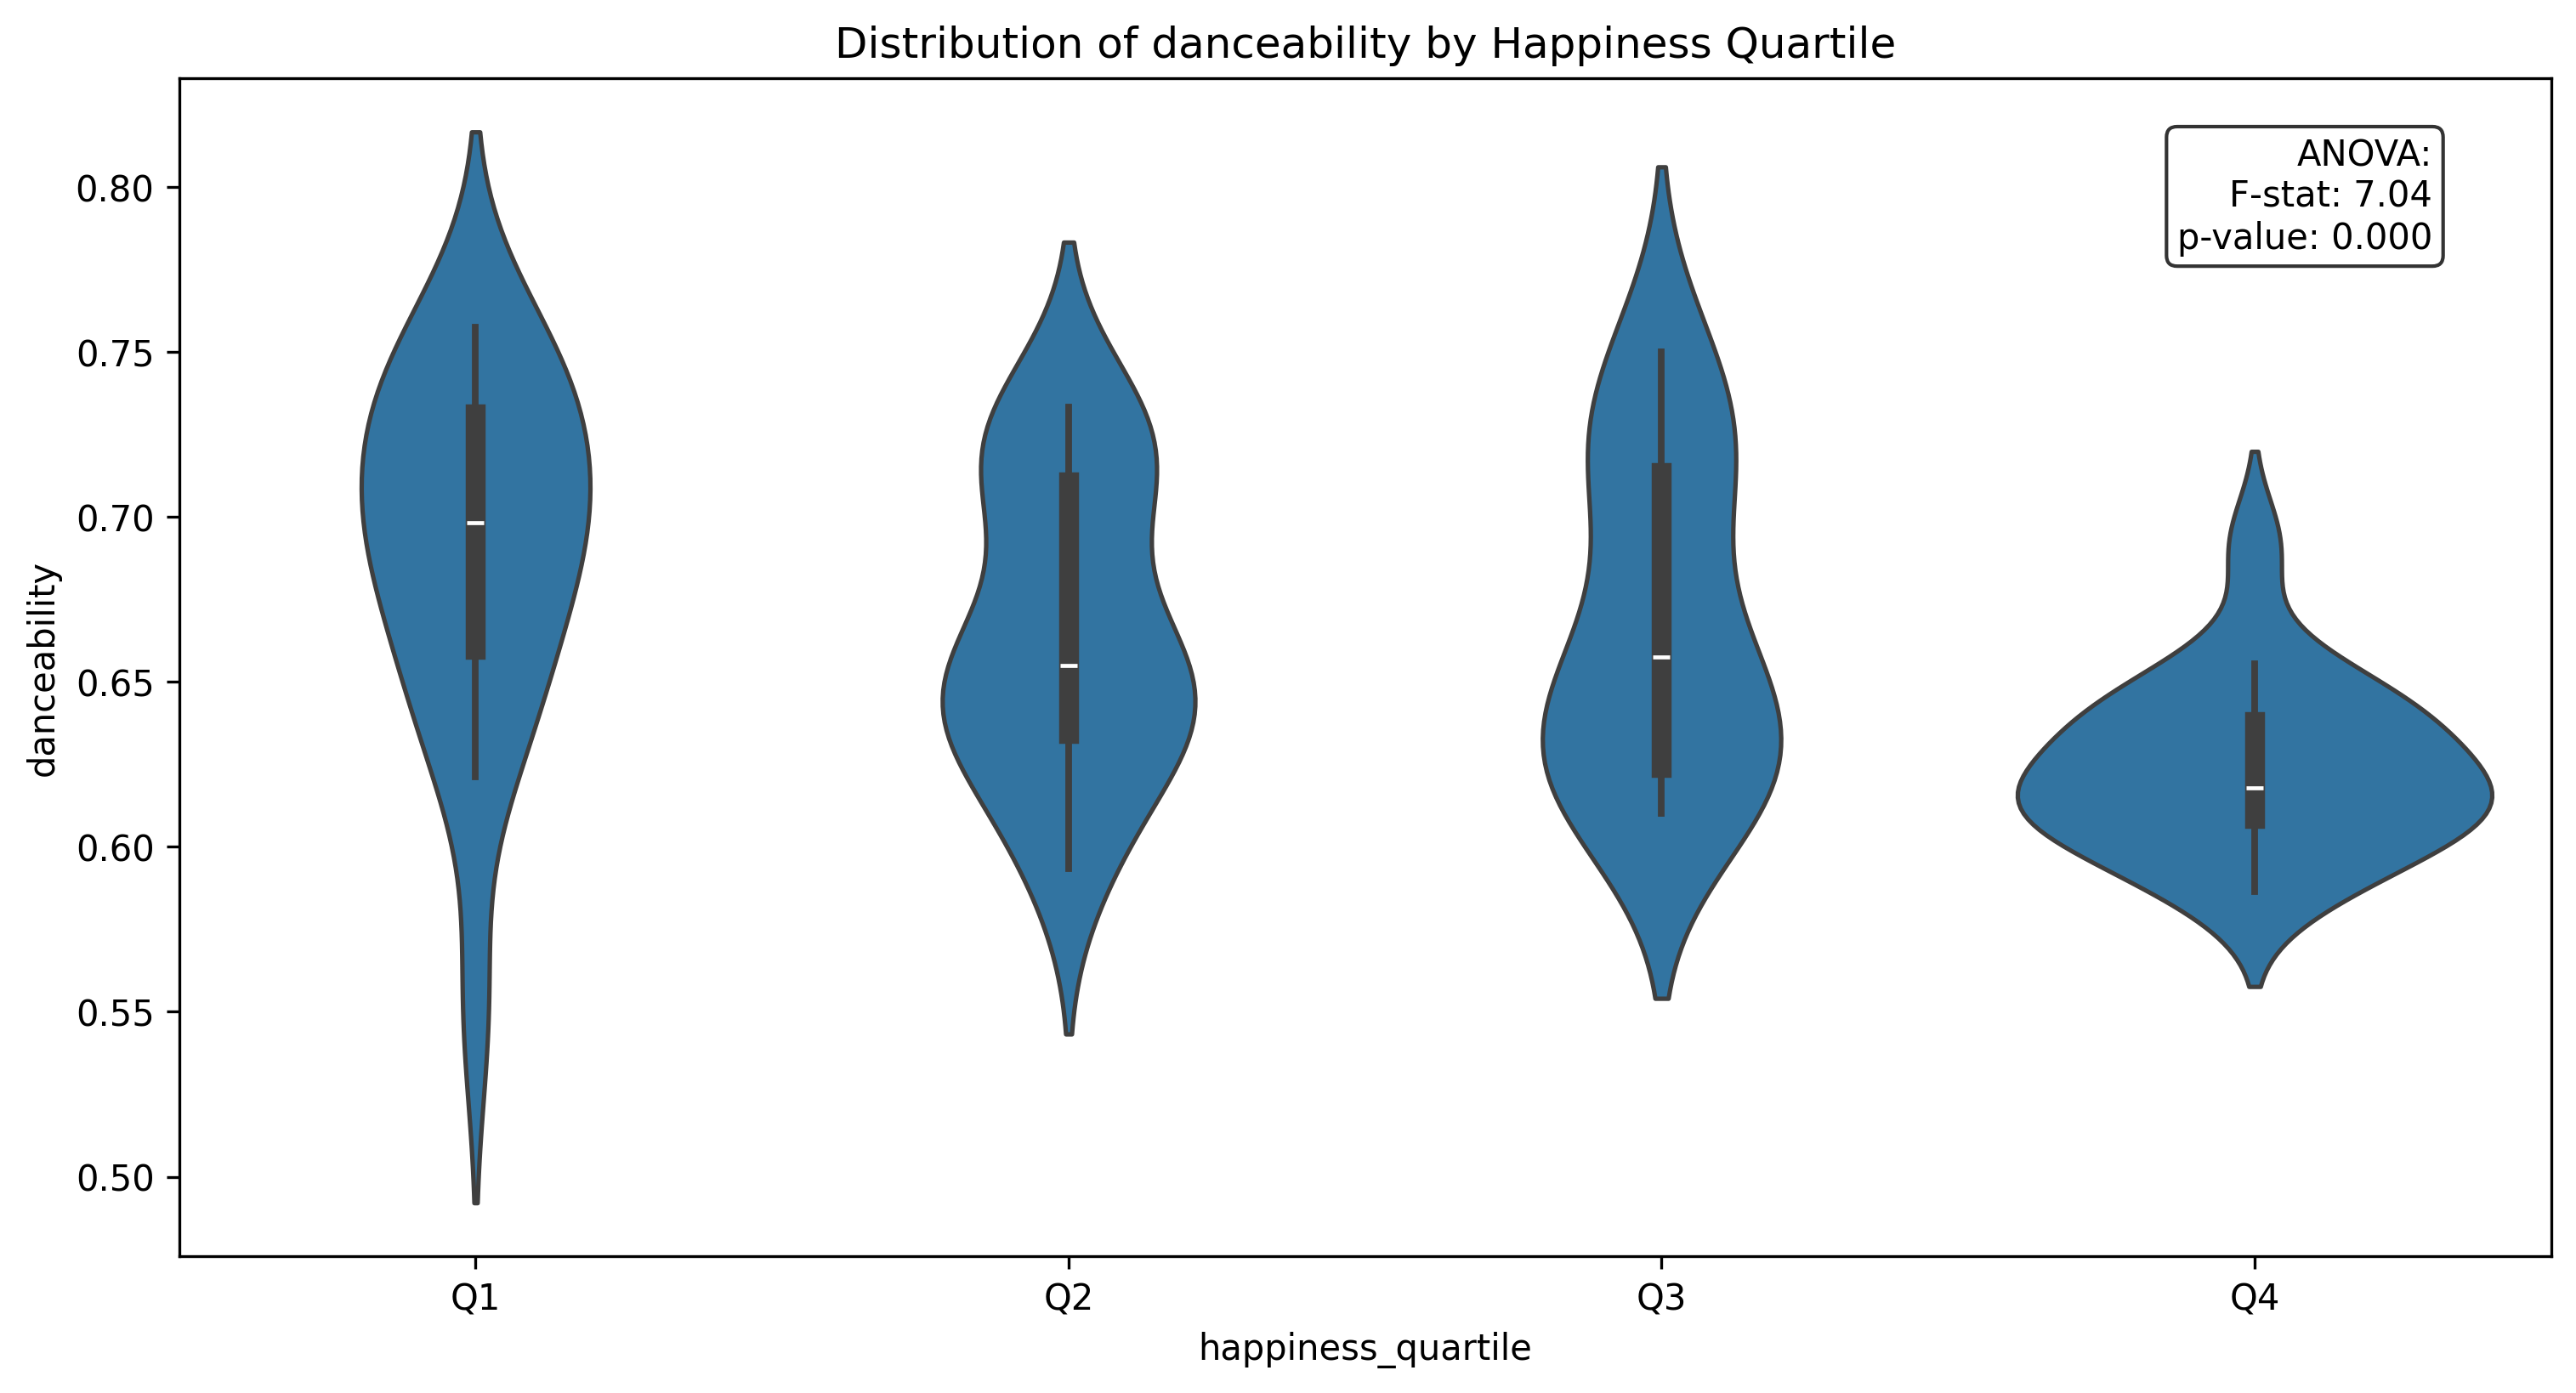 Distribution of danceability by Happiness Quartile
ANOVA:
F-stat: 7.04
p-value: 0.000
danceability
0.80
0.75
0.70
0.65
0.60
0.55
0.50
Q1 Q2 Q3 Q4
happiness_quartile